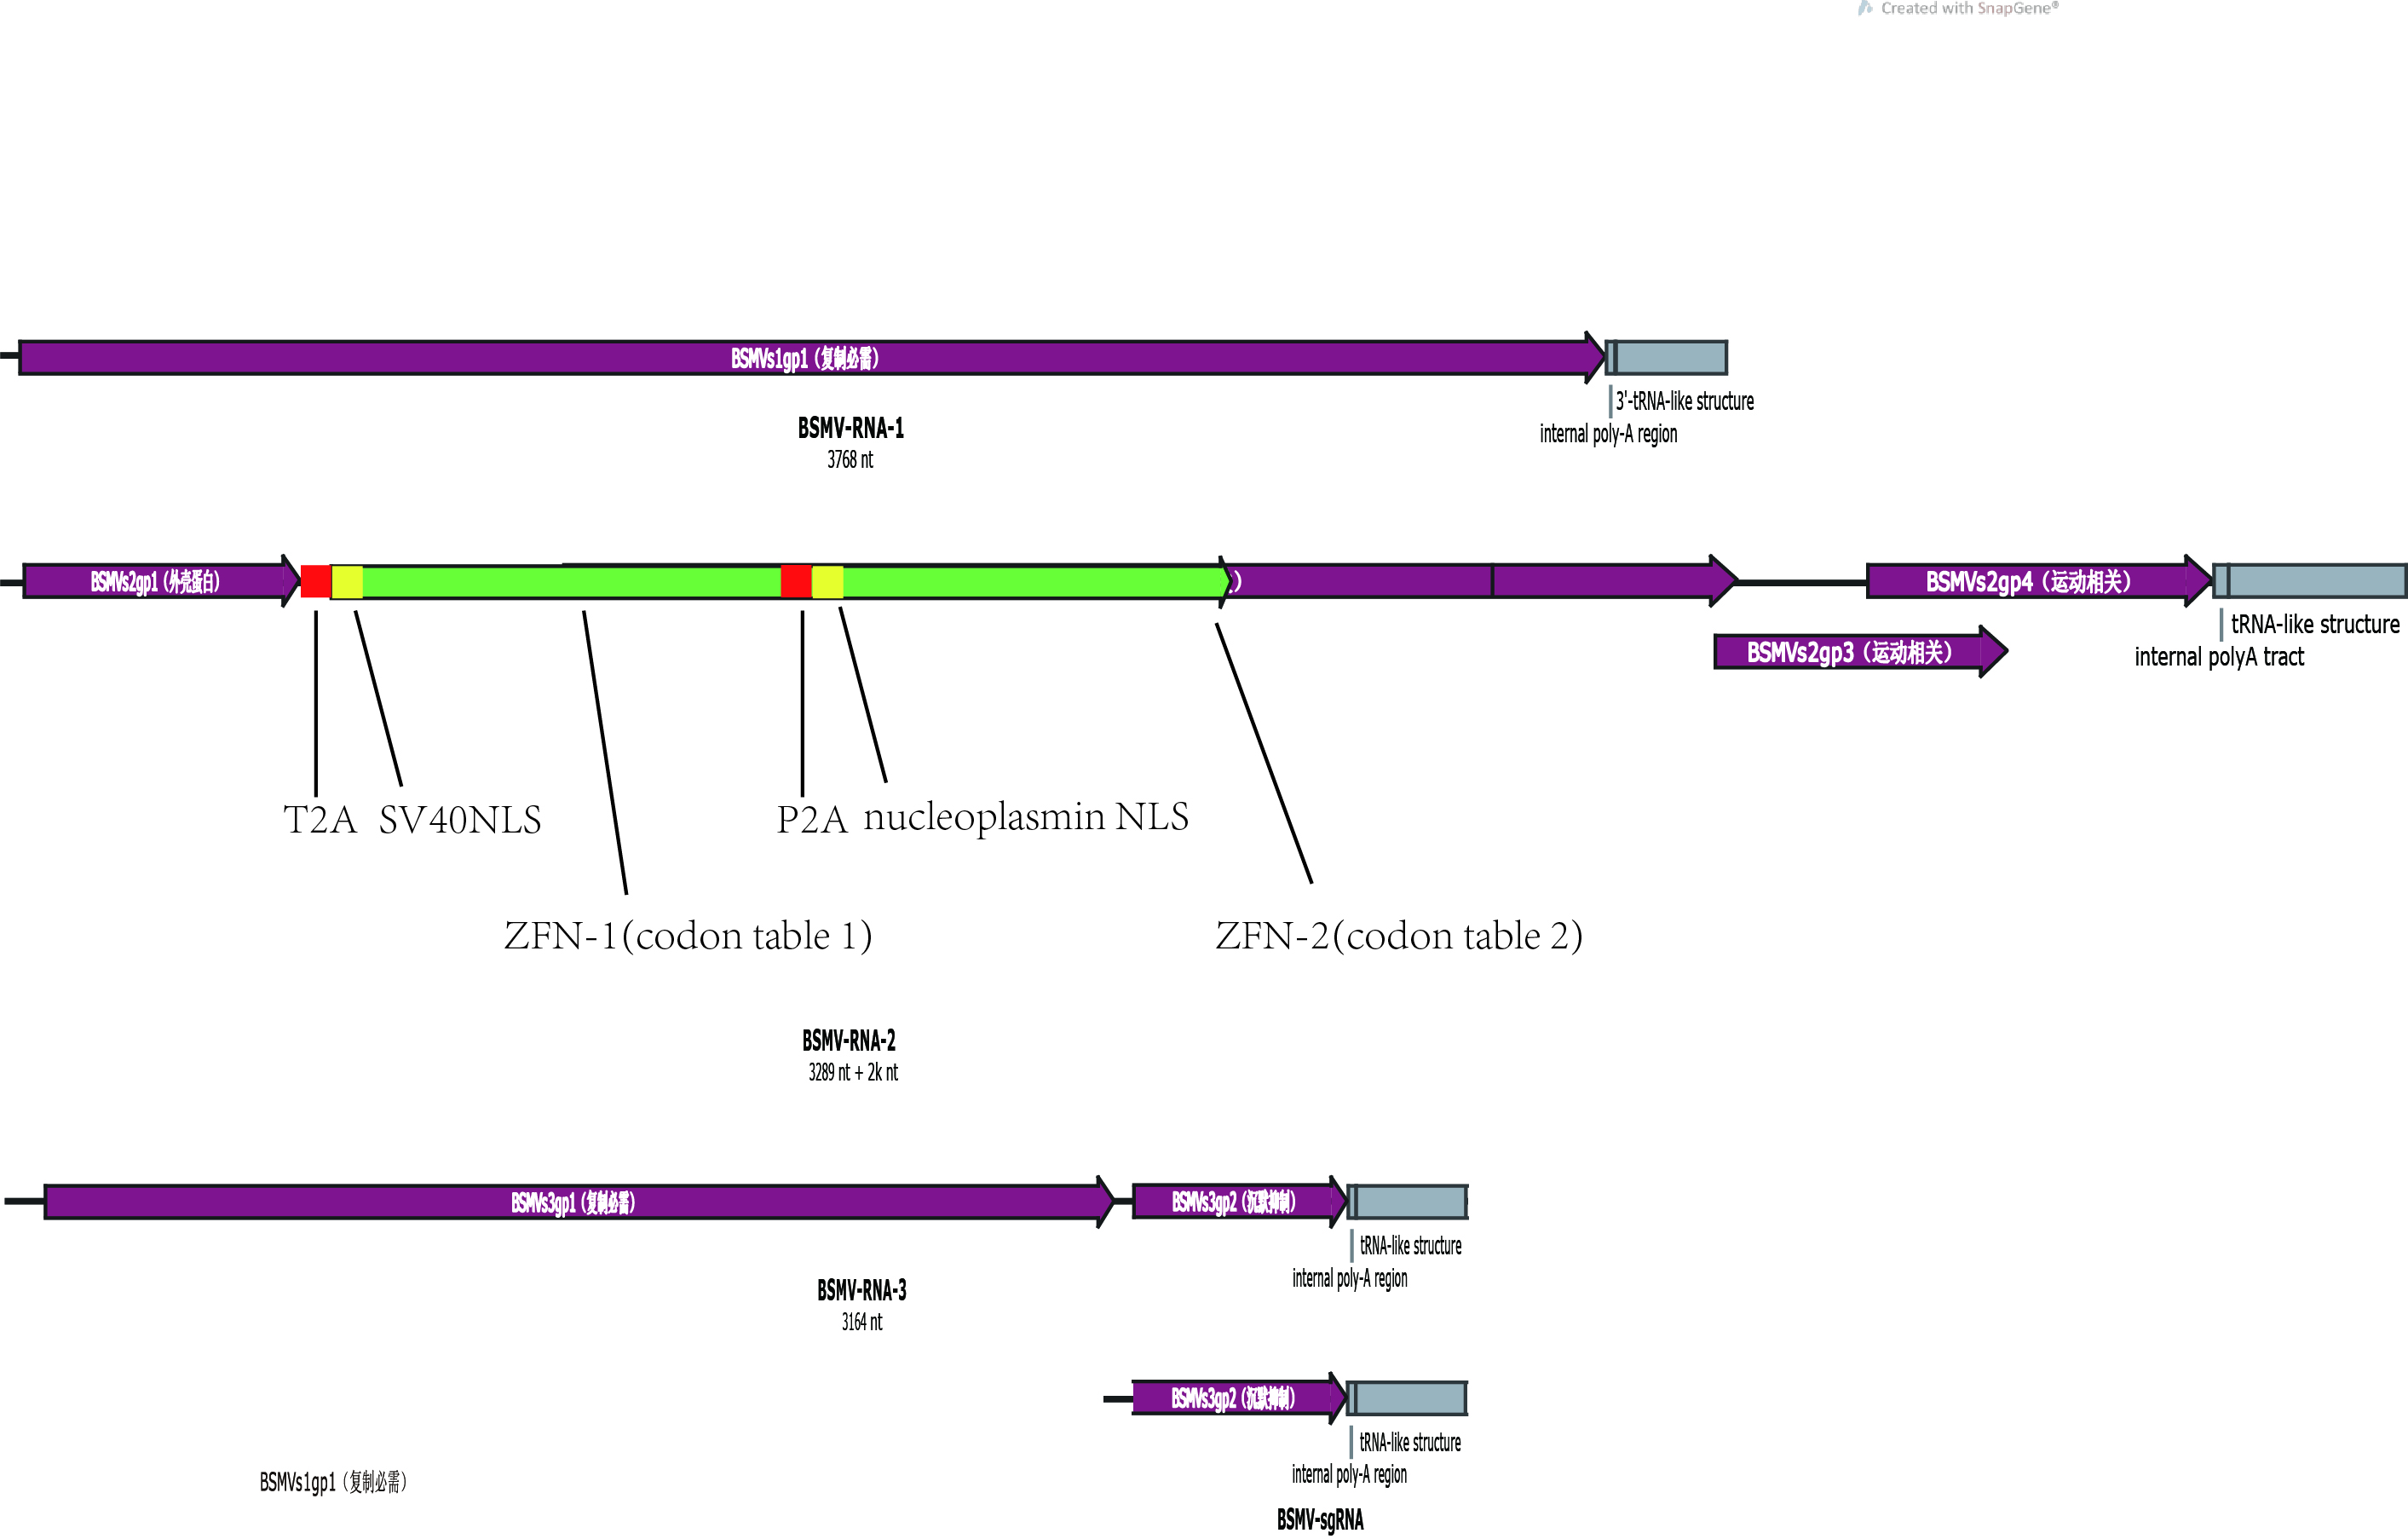 Created with SnapGene®
BSMVs1gp1（复制必需）
3'-tRNA-like structure
internal poly-A region
BSMV-RNA-1
3768 nt
BSMVs2gp1（外壳蛋白）
）
BSMVs2gp4（运动相关）
tRNA-like structure
internal polyA tract
BSMVs2gp3（运动相关）
T2A
SV40NLS
P2A
nucleoplasmin NLS
ZFN-1(codon table 1)
ZFN-2(codon table 2)
BSMV-RNA-2
3289 nt + 2k nt
BSMVs3gp1（复制必需）
BSMVs3gp2（沉默抑制）
tRNA-like structure
internal poly-A region
BSMV-RNA-3
3164 nt
BSMVs3gp2（沉默抑制）
tRNA-like structure
internal poly-A region
BSMVs1gp1（复制必需）
BSMV-sgRNA